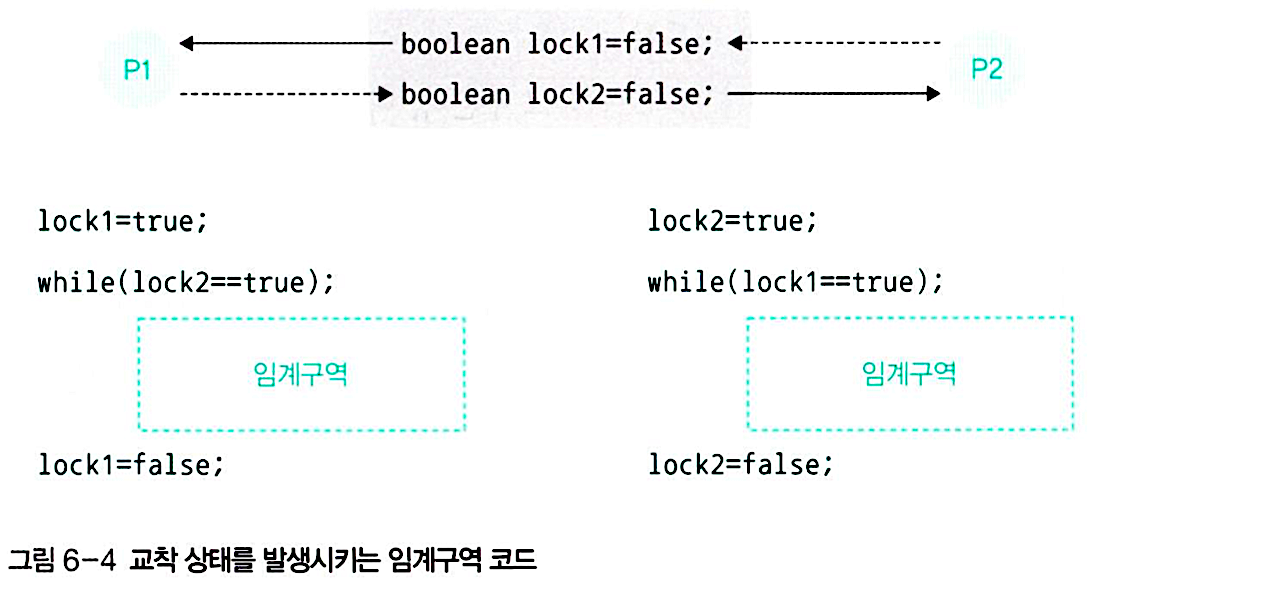 boolean lock1=false;
P1
P2
boolean lock2=false;
lock1=true;
while(lock2==true);
임계구역
lock1=false;
lock2=true;
while(lock1==true);
임계구역
lock2=false;
그림 6-4 교착 상태를 발생시키는 임계구역 코드